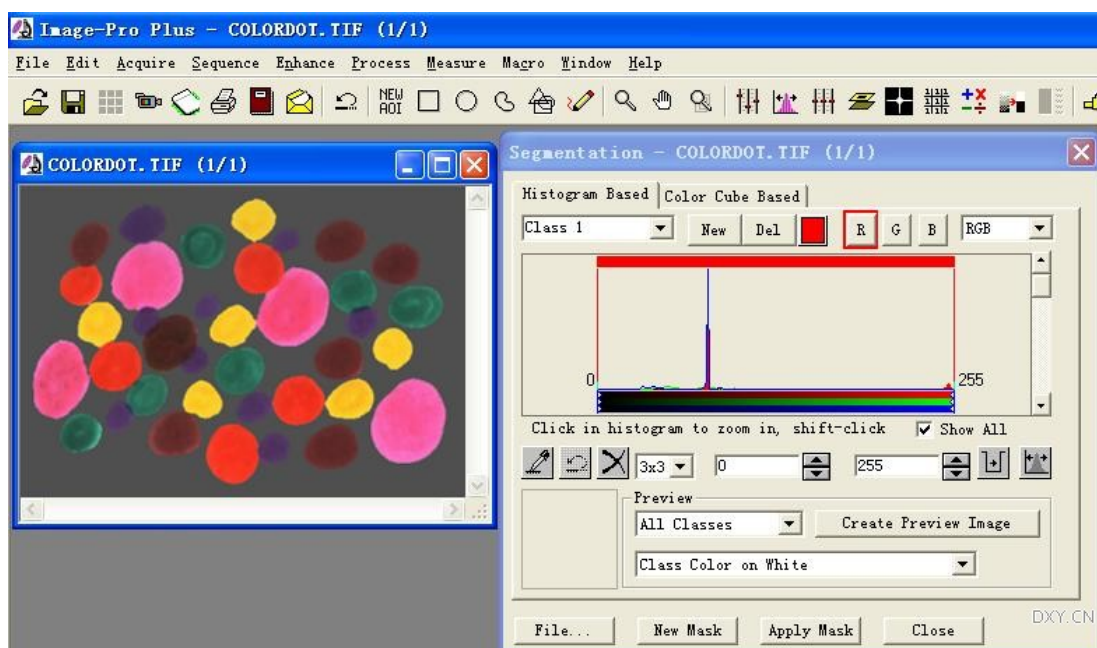 Image-Pro Plus - COLORDOT.TIF (1/1)
File Edit Acquire Sequence Enhance Process Measure Macro Window Help
NEW
AOI
COLORDOT.TIF (1/1)
Segmentation - COLORDOT.TIF (1/1)
Histogram Based Color Cube Based
Class 1 New Del R G B RGB
0 255
Click in histogram to zoom in, shift-click Show All
3x3 0 255
Preview
All Classes Create Preview Image
Class Color on White
File... New Mask Apply Mask Close
DXY.CN